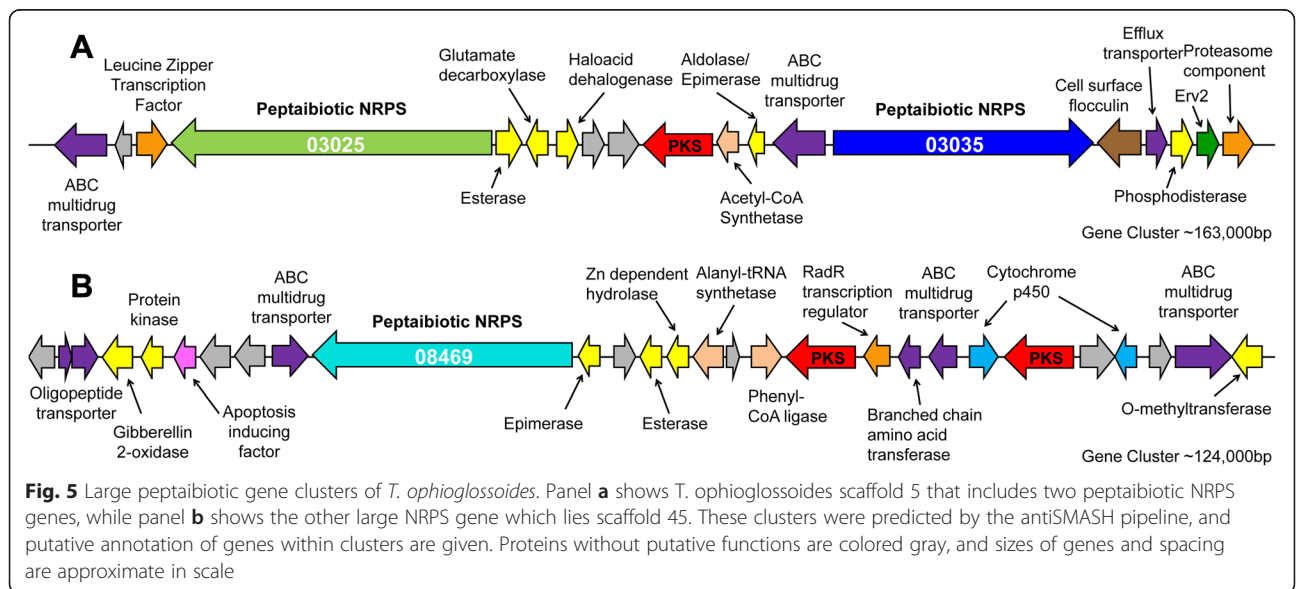 A
Leucine Zipper
Transcription
Factor
Peptaibiotic NRPS
03025
Glutamate
decarboxylase
Haloacid
dehalogenase
Aldolase/
Epimerase
ABC
multidrug
transporter
Peptaibiotic NRPS
03035
Cell surface
flocculin
Efflux
transporter
Proteasome
component
Erv2
PKS
ABC
multidrug
transporter
Esterase
Acetyl-CoA
Synthetase
Phosphodisterase
Gene Cluster ~163,000bp
B
Protein
kinase
ABC
multidrug
transporter
Peptaibiotic NRPS
08469
Zn dependent
hydrolase
Alanyl-tRNA
synthetase
RadR
transcription
regulator
ABC
multidrug
transporter
Cytochrome
p450
ABC
multidrug
transporter
PKS
PKS
Oligopeptide
transporter
Gibberellin
2-oxidase
Apoptosis
inducing
factor
Epimerase
Esterase
Phenyl-
CoA ligase
Branched chain
amino acid
transferase
O-methyltransferase
Gene Cluster ~124,000bp
Fig. 5 Large peptaibiotic gene clusters of T. ophioglossoides. Panel a shows T. ophioglossoides scaffold 5 that includes two peptaibiotic NRPS
genes, while panel b shows the other large NRPS gene which lies scaffold 45. These clusters were predicted by the antiSMASH pipeline, and
putative annotation of genes within clusters are given. Proteins without putative functions are colored gray, and sizes of genes and spacing
are approximate in scale